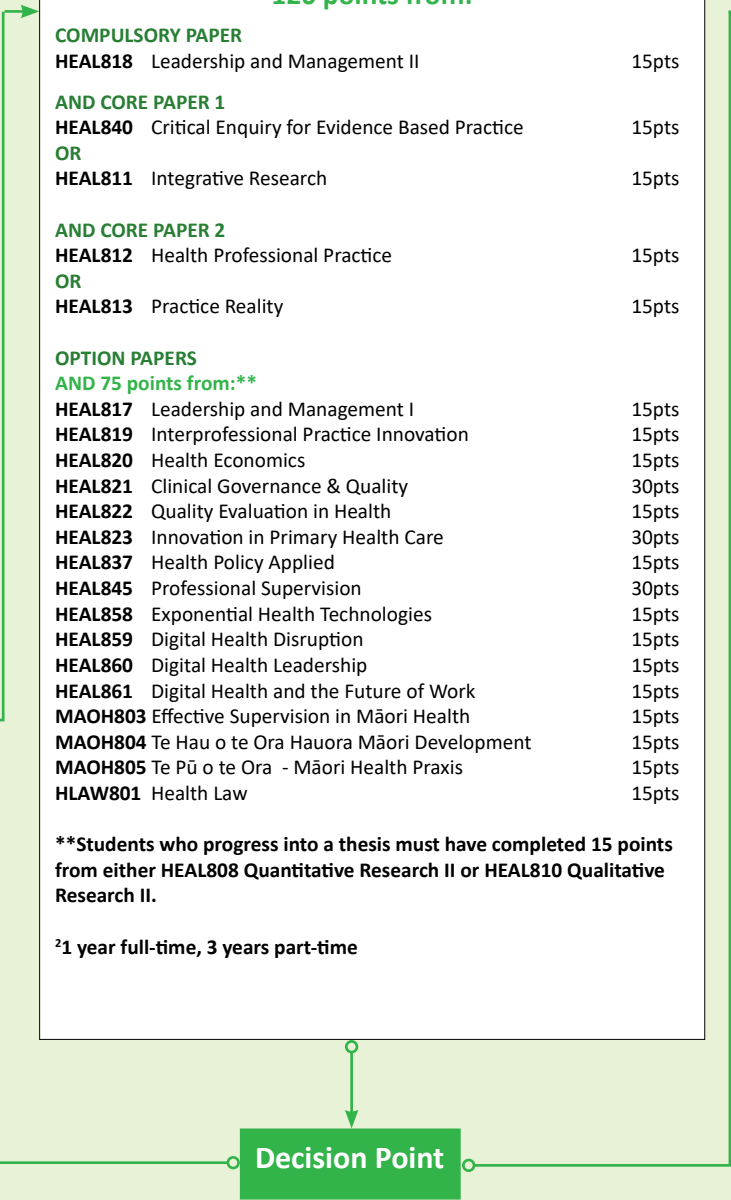 120 points from:
COMPULSORY PAPER
HEAL818 Leadership and Management II 15pts
AND CORE PAPER 1
HEAL840 Critical Enquiry for Evidence Based Practice 15pts
OR
HEAL811 Integrative Research 15pts
AND CORE PAPER 2
HEAL812 Health Professional Practice 15pts
OR
HEAL813 Practice Reality 15pts
OPTION PAPERS
AND 75 points from:**
HEAL817 Leadership and Management I 15pts
HEAL819 Interprofessional Practice Innovation 15pts
HEAL820 Health Economics 15pts
HEAL821 Clinical Governance & Quality 30pts
HEAL822 Quality Evaluation in Health 15pts
HEAL823 Innovation in Primary Health Care 30pts
HEAL837 Health Policy Applied 15pts
HEAL845 Professional Supervision 30pts
HEAL858 Exponential Health Technologies 15pts
HEAL859 Digital Health Disruption 15pts
HEAL860 Digital Health Leadership 15pts
HEAL861 Digital Health and the Future of Work 15pts
MAOH803 Effective Supervision in Māori Health 15pts
MAOH804 Te Hau o te Ora Hauora Māori Development 15pts
MAOH805 Te Pū o te Ora - Māori Health Praxis 15pts
HLAW801 Health Law 15pts
**Students who progress into a thesis must have completed 15 points
from either HEAL808 Quantitative Research II or HEAL810 Qualitative
Research II.
²1 year full-time, 3 years part-time
Decision Point